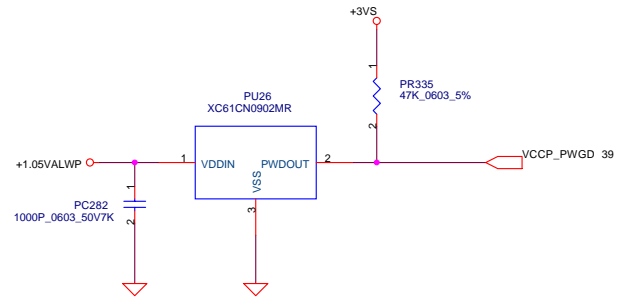 +3VS
1
PR335
47K_0603_5%
2
PU26
XC61CN0902MR
+1.05VALWP
1
VDDIN
PWDOUT
2
VCCP_PWGD 39
VSS
3
1
PC282
1000P_0603_50V7K
2